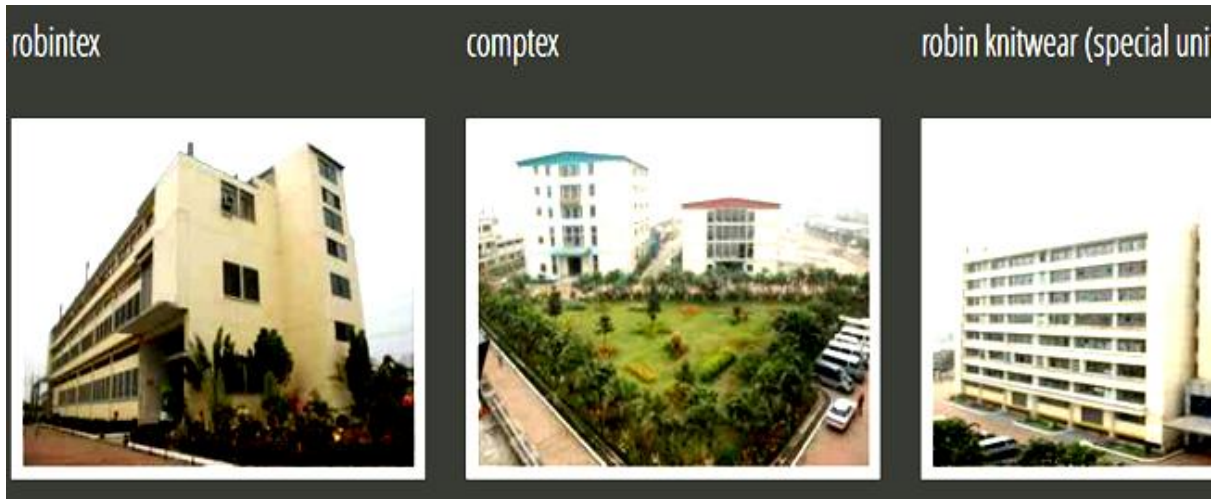 robintex
comptex
robin knitwear (special uni